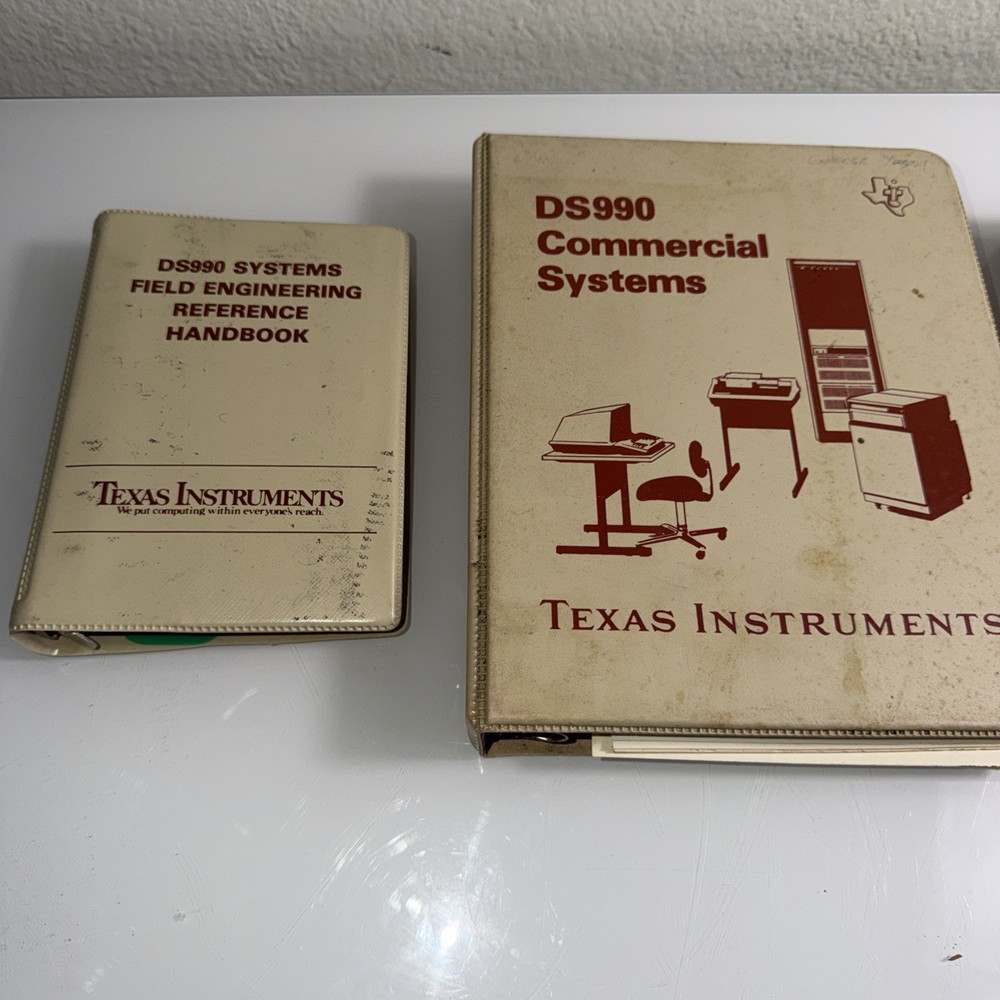 DS990 SYSTEMS
FIELD ENGINEERING
REFERENCE
HANDBOOK
TEXAS INSTRUMENTS
We put computing within everyone's reach.
DS990
Commercial
Systems
TEXAS INSTRUMENTS